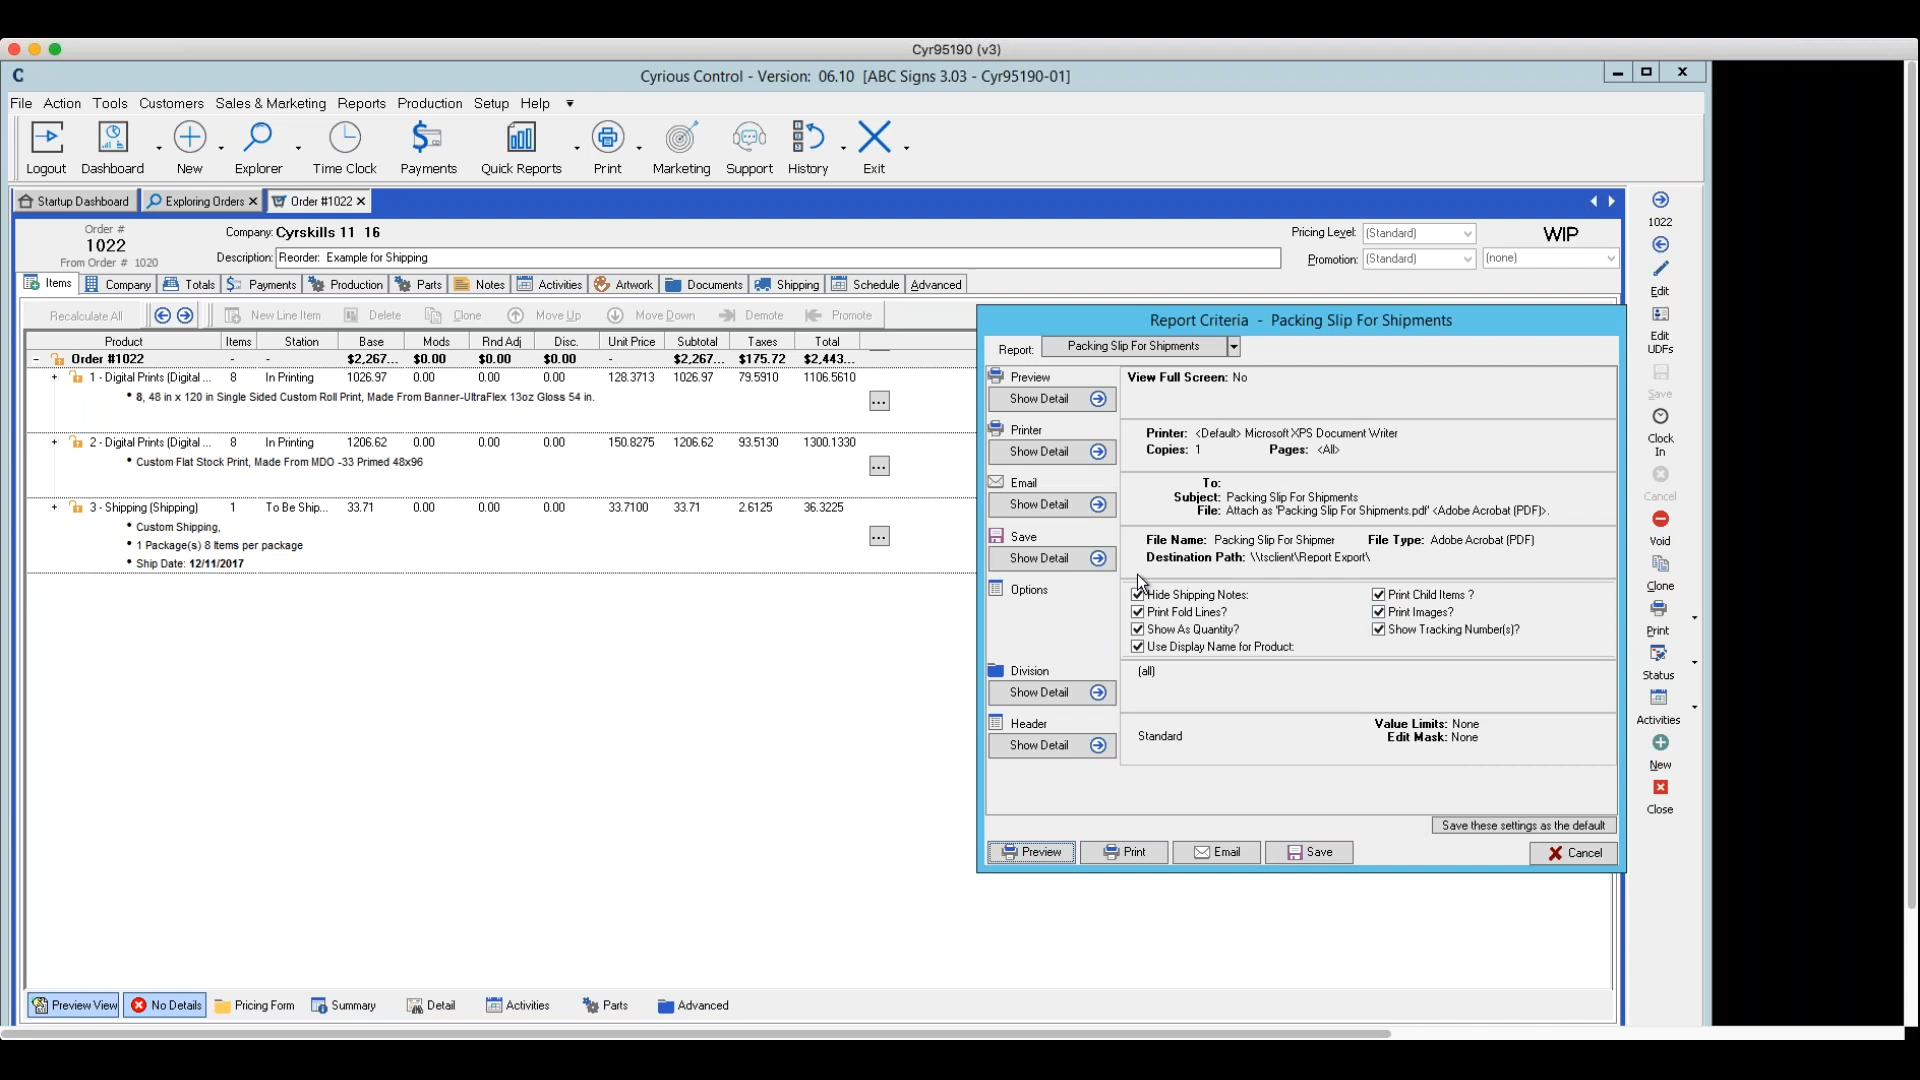 Cyr95190 (v3)
C Cyrious Control - Version: 06.10 [ABC Signs 3.03 - Cyr95190-01]
File Action Tools Customers Sales & Marketing Reports Production Setup Help
Logout Dashboard New Explorer Time Clock Payments Quick Reports Print Marketing Support History Exit
Startup Dashboard Exploring Orders Order #1022
Order # Company: Cyrskills 11 16 Pricing Level: (Standard) WIP
1022
From Order # 1020 Description: Reorder: Example for Shipping Promotion: (Standard) (none)
Items Company Totals Payments Production Parts Notes Activities Artwork Documents Shipping Schedule Advanced
Recalculate All New Line Item Delete Clone Move Up Move Down Demote Promote
Product Items Station Base Mods Rnd Adj Disc. Unit Price Subtotal Taxes Total
- Order #1022 - - $2,267... $0.00 $0.00 $0.00 - $2,267... $175.72 $2,443...
+ 1 - Digital Prints (Digital ... 8 In Printing 1026.97 0.00 0.00 0.00 128.3713 1026.97 79.5910 1106.5610
• 8, 48 in x 120 in Single Sided Custom Roll Print, Made From Banner-UltraFlex 13oz Gloss 54 in. ...
+ 2 - Digital Prints (Digital ... 8 In Printing 1206.62 0.00 0.00 0.00 150.8275 1206.62 93.5130 1300.1330
• Custom Flat Stock Print, Made From MDO -33 Primed 48x96 ...
+ 3 - Shipping (Shipping) 1 To Be Ship... 33.71 0.00 0.00 0.00 33.7100 33.71 2.6125 36.3225
• Custom Shipping,
• 1 Package(s) 8 Items per package ...
• Ship Date: 12/11/2017
Report Criteria - Packing Slip For Shipments
Report: Packing Slip For Shipments
Preview View Full Screen: No
Show Detail
Printer Printer: <Default> Microsoft XPS Document Writer
Show Detail Copies: 1 Pages: <All>
Email To:
Show Detail Subject: Packing Slip For Shipments
File: Attach as 'Packing Slip For Shipments.pdf' <Adobe Acrobat (PDF)>.
Save File Name: Packing Slip For Shipmer File Type: Adobe Acrobat (PDF)
Show Detail Destination Path: \\tsclient\Report Export\
Options Hide Shipping Notes: Print Child Items ?
Print Fold Lines? Print Images?
Show As Quantity? Show Tracking Number(s)?
Use Display Name for Product:
Division (all)
Show Detail
Header Standard Value Limits: None
Show Detail Edit Mask: None
Save these settings as the default
Preview Print Email Save Cancel
1022
Edit
Edit
UDFs
Save
Clock
In
Cancel
Void
Clone
Print
Status
Activities
New
Close
Preview View No Details Pricing Form Summary Detail Activities Parts Advanced